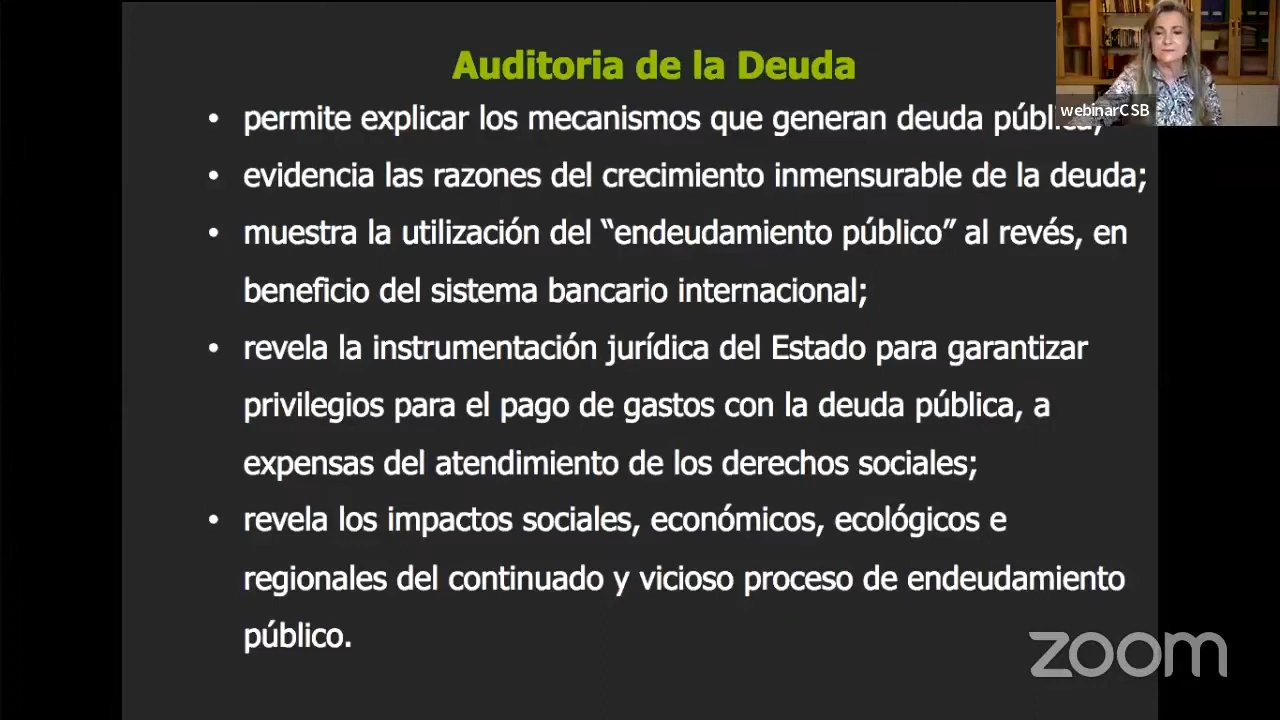 Auditoria de la Deuda
webinarCSB
• permite explicar los mecanismos que generan deuda pública;
• evidencia las razones del crecimiento inmensurable de la deuda;
• muestra la utilización del “endeudamiento público” al revés, en
beneficio del sistema bancario internacional;
• revela la instrumentación jurídica del Estado para garantizar
privilegios para el pago de gastos con la deuda pública, a
expensas del atendimiento de los derechos sociales;
• revela los impactos sociales, económicos, ecológicos e
regionales del continuado y vicioso proceso de endeudamiento
público.
zoom